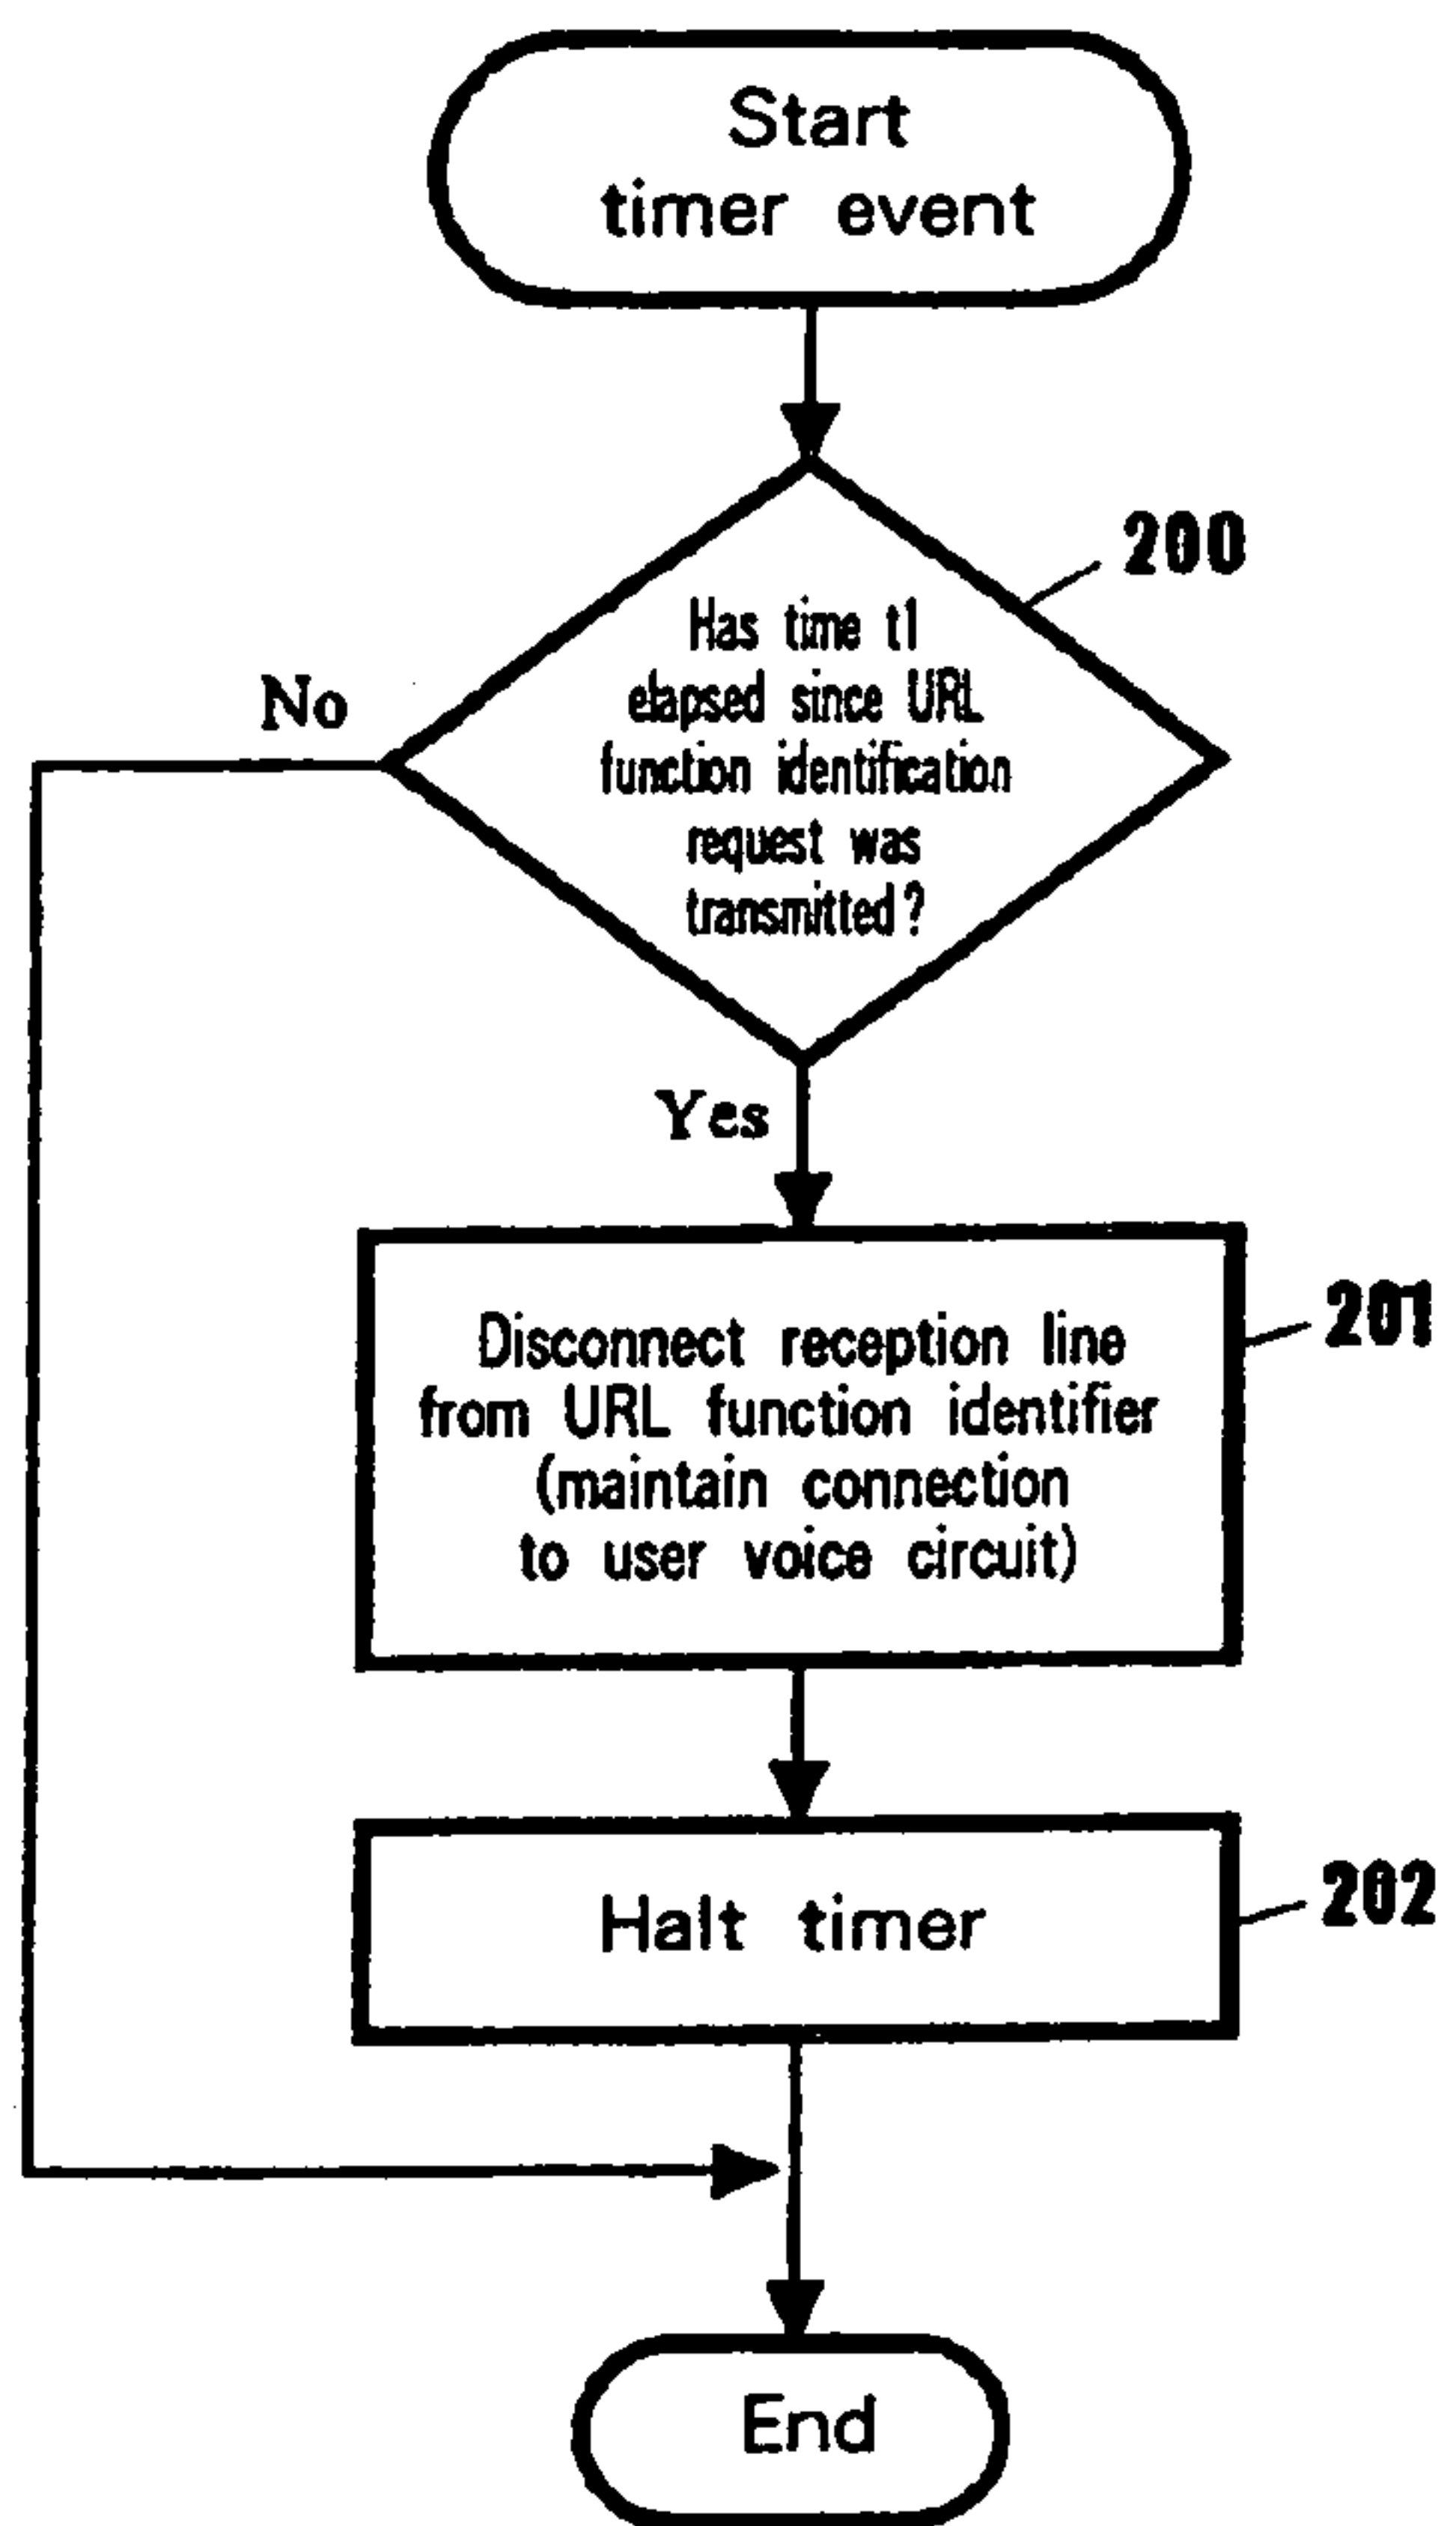 Start
timer event
200
Has time t1
elapsed since URL
function identification
request was
transmitted?
No
Yes
201
Disconnect reception line
from URL function identifier
(maintain connection
to user voice circuit)
202
Halt timer
End